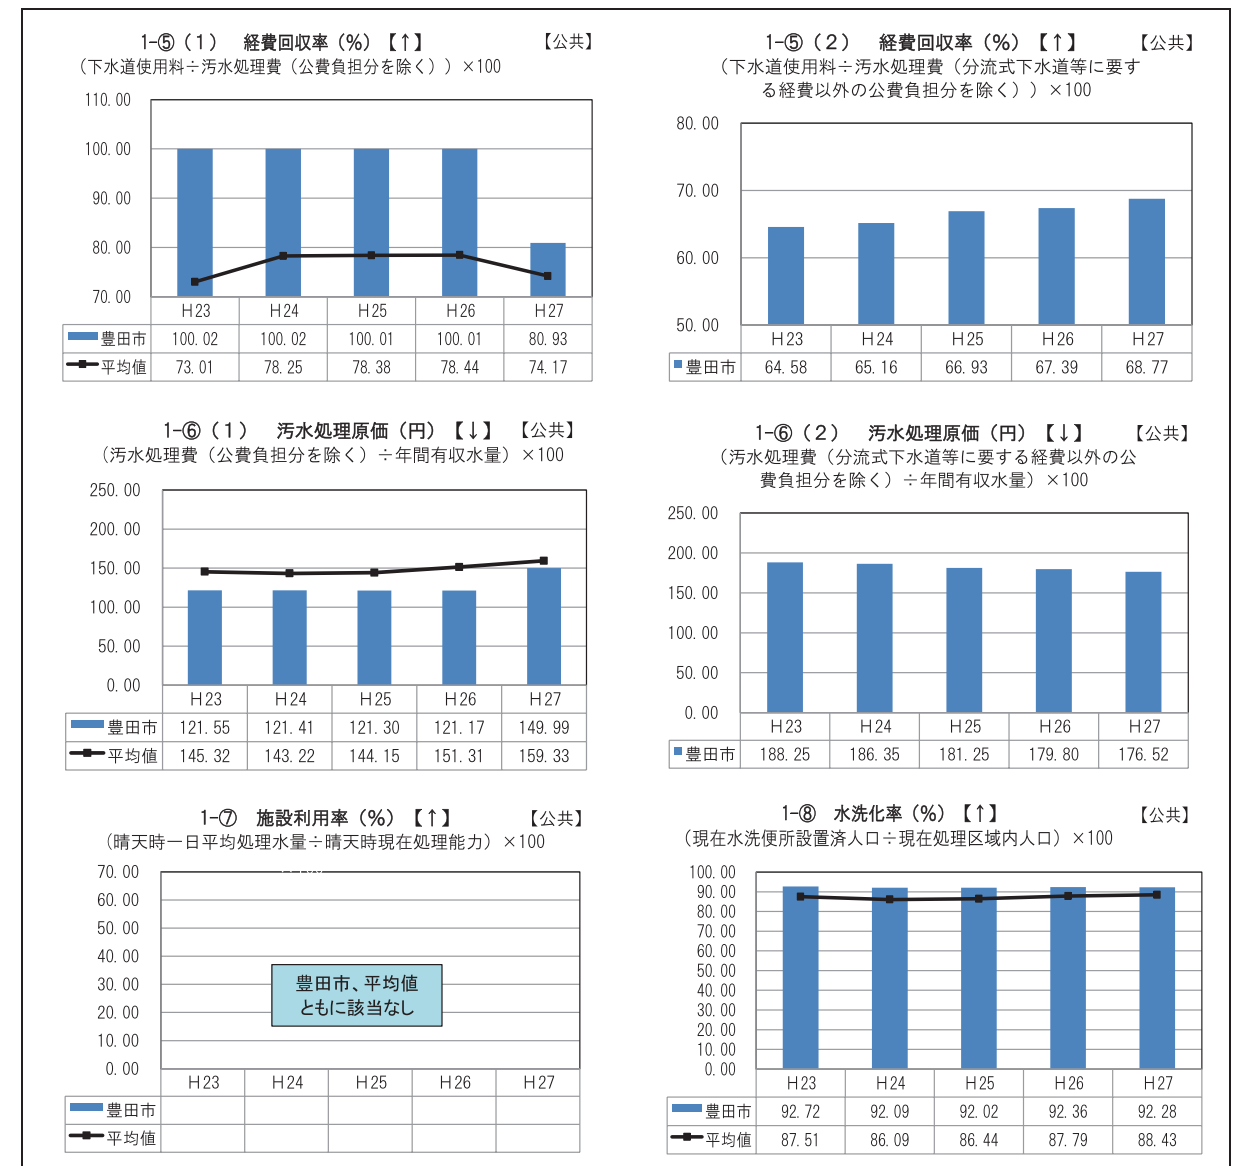 1-⑤（１） 経費回収率（%）【↑】 【公共】
（下水道使用料÷汚水処理費（公費負担分を除く））×100
110.00
100.00
90.00
80.00
70.00
H23 H24 H25 H26 H27
豊田市 100.02 100.02 100.01 100.01 80.93
平均値 73.01 78.25 78.38 78.44 74.17
1-⑤（２） 経費回収率（%）【↑】 【公共】
（下水道使用料÷汚水処理費（分流式下水道等に要す
る経費以外の公費負担分を除く））×100
80.00
70.00
60.00
50.00
H23 H24 H25 H26 H27
豊田市 64.58 65.16 66.93 67.39 68.77
1-⑥（１） 汚水処理原価（円）【↓】 【公共】
（汚水処理費（公費負担分を除く）÷年間有収水量）×100
250.00
200.00
150.00
100.00
50.00
0.00
H23 H24 H25 H26 H27
豊田市 121.55 121.41 121.30 121.17 149.99
平均値 145.32 143.22 144.15 151.31 159.33
1-⑥（２） 汚水処理原価（円）【↓】 【公共】
（汚水処理費（分流式下水道等に要する経費以外の公
費負担分を除く）÷年間有収水量）×100
250.00
200.00
150.00
100.00
50.00
0.00
H23 H24 H25 H26 H27
豊田市 188.25 186.35 181.25 179.80 176.52
1-⑦ 施設利用率（%）【↑】 【公共】
（晴天時一日平均処理水量÷晴天時現在処理能力）×100
70.00
60.00
50.00
40.00
30.00
20.00
10.00
0.00
豊田市、平均値
ともに該当なし
H23 H24 H25 H26 H27
豊田市
平均値
1-⑧ 水洗化率（%）【↑】 【公共】
（現在水洗便所設置済人口÷現在処理区域内人口）×100
100.00
90.00
80.00
70.00
60.00
50.00
40.00
30.00
20.00
10.00
0.00
H23 H24 H25 H26 H27
豊田市 92.72 92.09 92.02 92.36 92.28
平均値 87.51 86.09 86.44 87.79 88.43